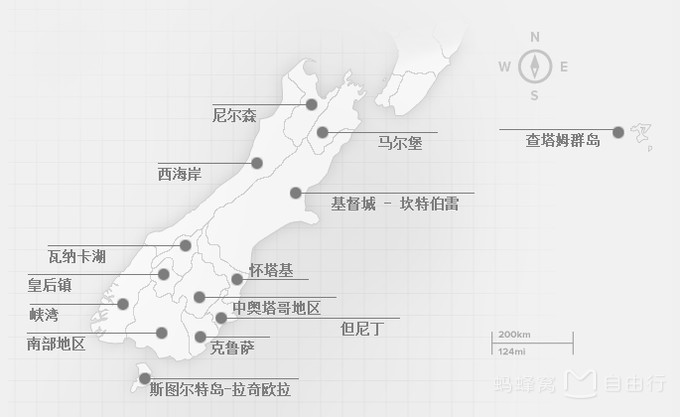 N
W E
S
尼尔森
马尔堡
查塔姆群岛
西海岸
基督城 - 坎特伯雷
瓦纳卡湖
怀塔基
皇后镇
中奥塔哥地区
峡湾
但尼丁
南部地区
克鲁萨
200km
124mi
斯图尔特岛-拉奇欧拉
蚂蜂窝 自由行